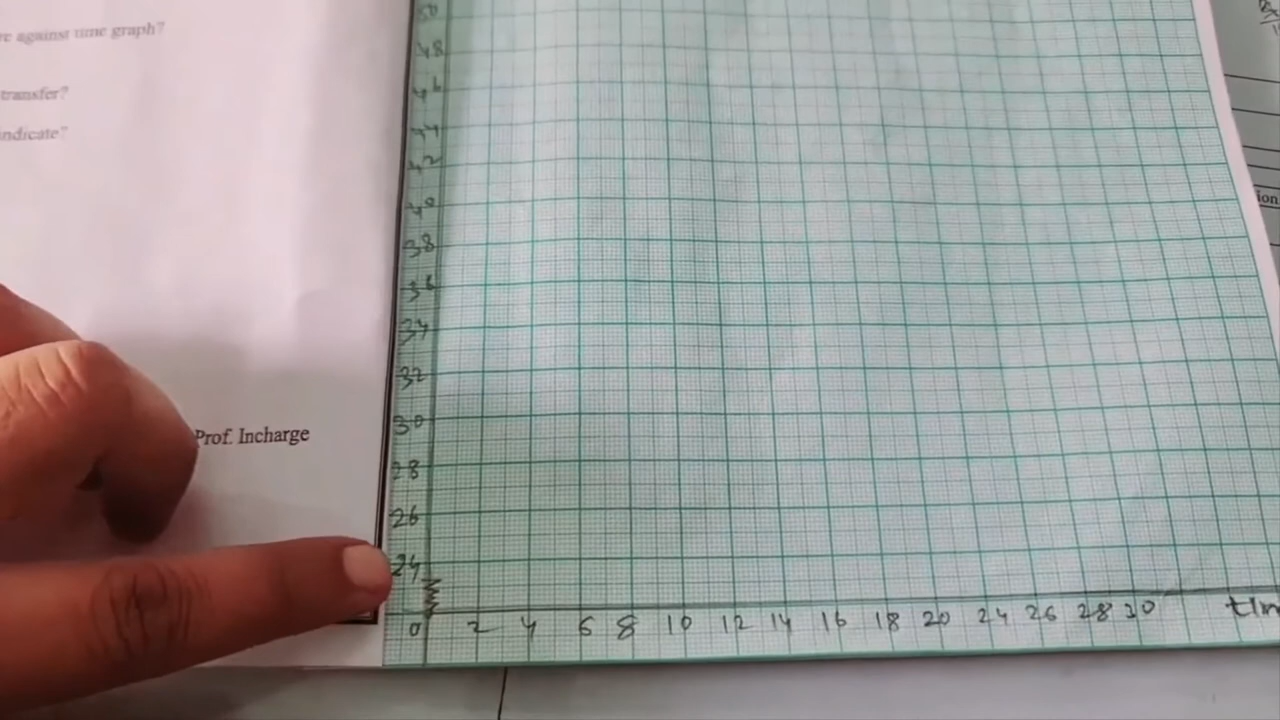 re against time graph?
transfer?
indicate"
Prof. Incharge
50
48
46
44
42
40
38
36
34
32
30
28
26
24
0 2 4 6 8 10 12 14 16 18 20 24 26 28 30 tim
ion